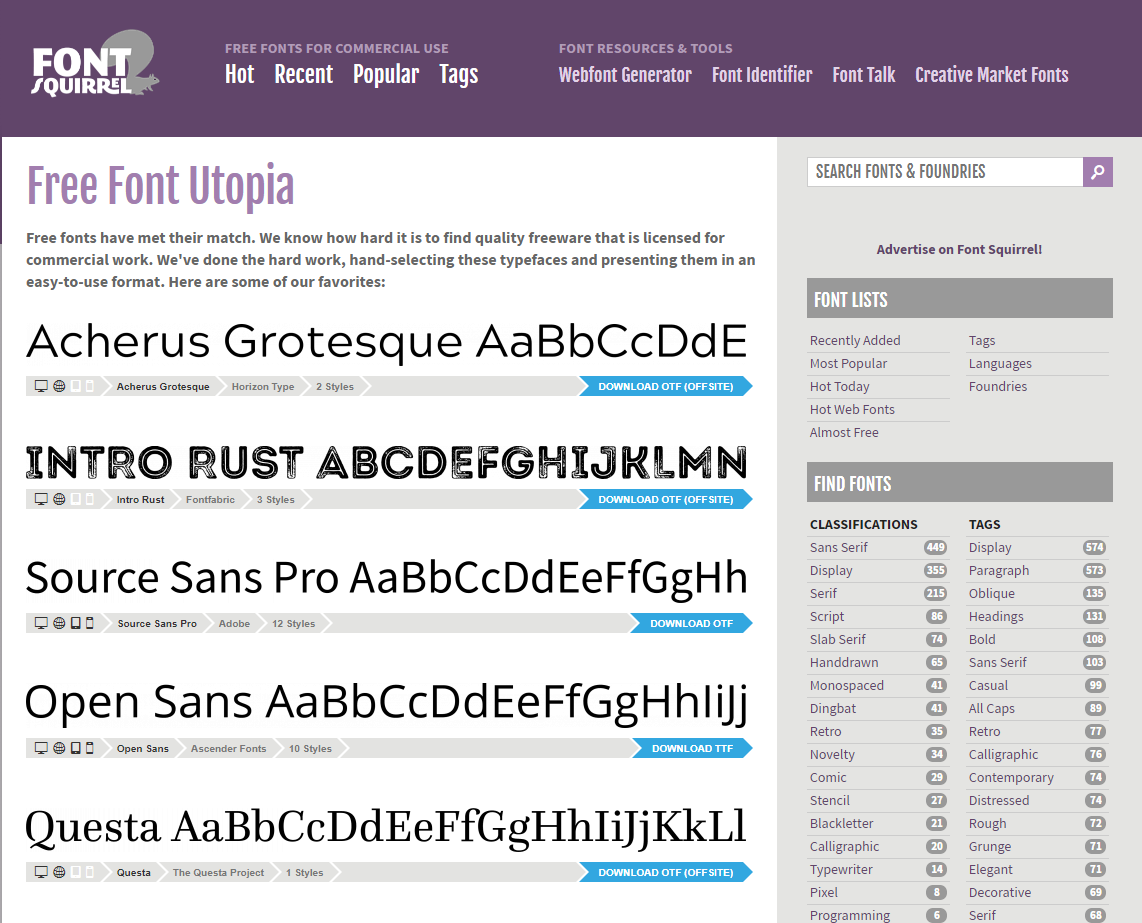 FONT
SQUIRREL
FREE FONTS FOR COMMERCIAL USE
Hot Recent Popular Tags
FONT RESOURCES & TOOLS
Webfont Generator Font Identifier Font Talk Creative Market Fonts
Free Font Utopia
Free fonts have met their match. We know how hard it is to find quality freeware that is licensed for
commercial work. We've done the hard work, hand-selecting these typefaces and presenting them in an
easy-to-use format. Here are some of our favorites:
Acherus Grotesque AaBbCcDdE
Acherus Grotesque Horizon Type 2 Styles DOWNLOAD OTF (OFFSITE)
INTRO RUST ABCDEFGHIJKLMN
Intro Rust Fontfabric 3 Styles DOWNLOAD OTF (OFFSITE)
Source Sans Pro AaBbCcDdEeFfGgHh
Source Sans Pro Adobe 12 Styles DOWNLOAD OTF
Open Sans AaBbCcDdEeFfGgHhIiJj
Open Sans Ascender Fonts 10 Styles DOWNLOAD TTF
Questa AaBbCcDdEeFfGgHhIiJjKkLl
Questa The Questa Project 1 Styles DOWNLOAD OTF (OFFSITE)
SEARCH FONTS & FOUNDRIES
Advertise on Font Squirrel!
FONT LISTS
Recently Added Tags
Most Popular Languages
Hot Today Foundries
Hot Web Fonts
Almost Free
FIND FONTS
CLASSIFICATIONS TAGS
Sans Serif 449 Display 574
Display 355 Paragraph 573
Serif 215 Oblique 135
Script 86 Headings 131
Slab Serif 74 Bold 108
Handdrawn 65 Sans Serif 103
Monospaced 41 Casual 99
Dingbat 41 All Caps 89
Retro 35 Retro 77
Novelty 34 Calligraphic 76
Comic 29 Contemporary 74
Stencil 27 Distressed 74
Blackletter 21 Rough 72
Calligraphic 20 Grunge 71
Typewriter 14 Elegant 71
Pixel 8 Decorative 69
Programming 6 Serif 68